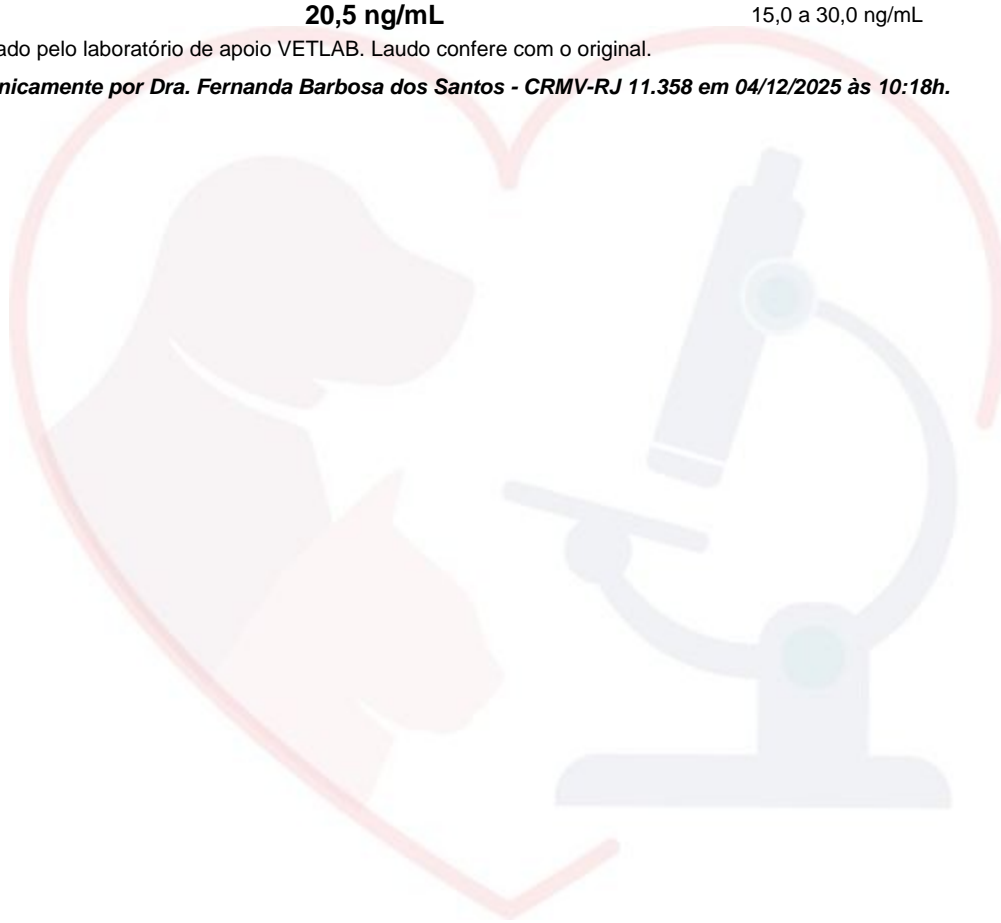 20,5 ng/mL 15,0 a 30,0 ng/mL
ado pelo laboratório de apoio VETLAB. Laudo confere com o original.
nicamente por Dra. Fernanda Barbosa dos Santos - CRMV-RJ 11.358 em 04/12/2025 às 10:18h.